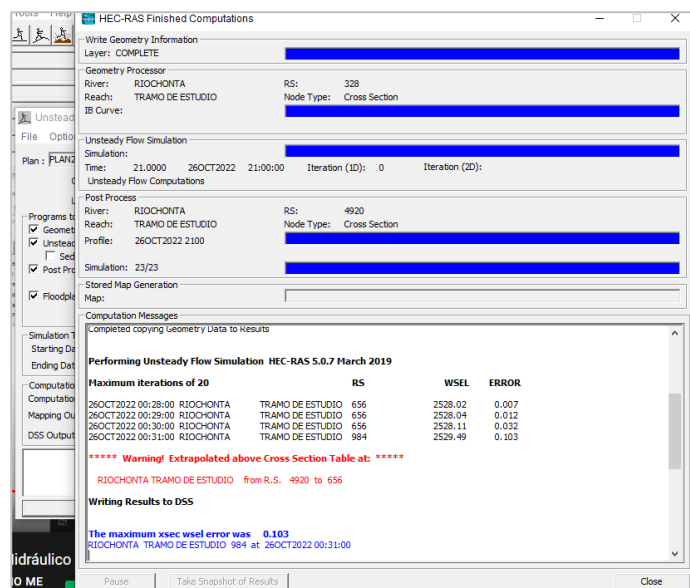 Tools Help
HEC-RAS Finished Computations
Write Geometry Information
Layer: COMPLETE
Geometry Processor
River: RIOCHONTA RS: 328
Reach: TRAMO DE ESTUDIO Node Type: Cross Section
IB Curve:
Unstead
File Optio
Plan : PLAN2
Unsteady Flow Simulation
Simulation:
Time: 21.0000 26OCT2022 21:00:00 Iteration (1D): 0 Iteration (2D):
Unsteady Flow Computations
Programs to
Geomet
Unstead
Sed
Post Pro
Floodpla
Post Process
River: RIOCHONTA RS: 4920
Reach: TRAMO DE ESTUDIO Node Type: Cross Section
Profile: 26OCT2022 2100
Simulation: 23/23
Stored Map Generation
Map:
Simulation T
Starting Da
Ending Dat
Computatio
Computation
Mapping Ou
DSS Output
Computation Messages
Completed copying Geometry Data to Results
Performing Unsteady Flow Simulation HEC-RAS 5.0.7 March 2019
Maximum iterations of 20 RS WSEL ERROR
26OCT2022 00:28:00 RIOCHONTA TRAMO DE ESTUDIO 656 2528.02 0.007
26OCT2022 00:29:00 RIOCHONTA TRAMO DE ESTUDIO 656 2528.04 0.012
26OCT2022 00:30:00 RIOCHONTA TRAMO DE ESTUDIO 656 2528.11 0.032
26OCT2022 00:31:00 RIOCHONTA TRAMO DE ESTUDIO 984 2529.49 0.103
***** Warning! Extrapolated above Cross Section Table at: *****
RIOCHONTA TRAMO DE ESTUDIO from R.S. 4920 to 656
Writing Results to DSS
The maximum xsec wsel error was 0.103
RIOCHONTA TRAMO DE ESTUDIO 984 at 26OCT2022 00:31:00
idráulico
IO ME
Pause Take Snapshot of Results Close